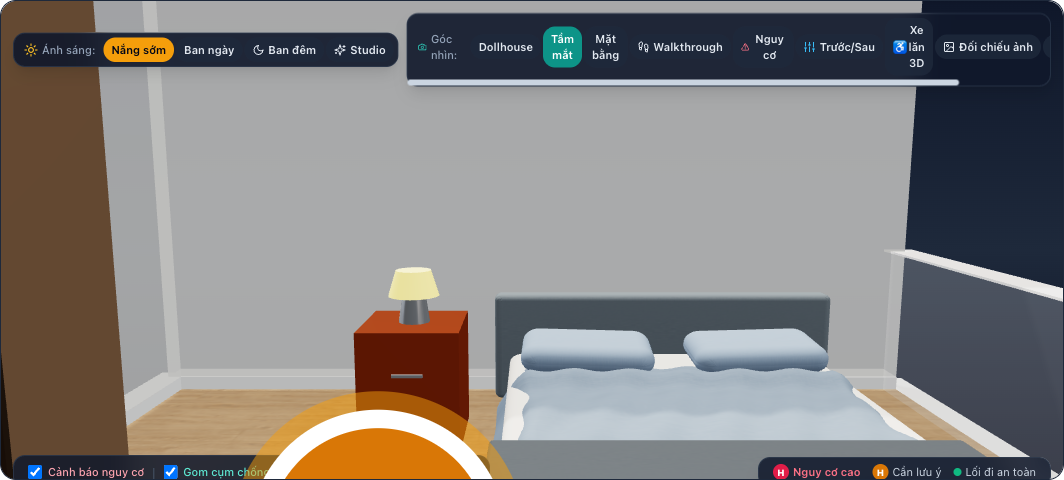 Ánh sáng: Nắng sớm Ban ngày Ban đêm Studio
Góc nhìn: Dollhouse Tầm mắt Mặt bằng Walkthrough Nguy cơ Trước/Sau ♿ Xe lăn 3D Đối chiếu ảnh
Cảnh báo nguy cơ | Gom cụm chống
H Nguy cơ cao H Cần lưu ý Lối đi an toàn